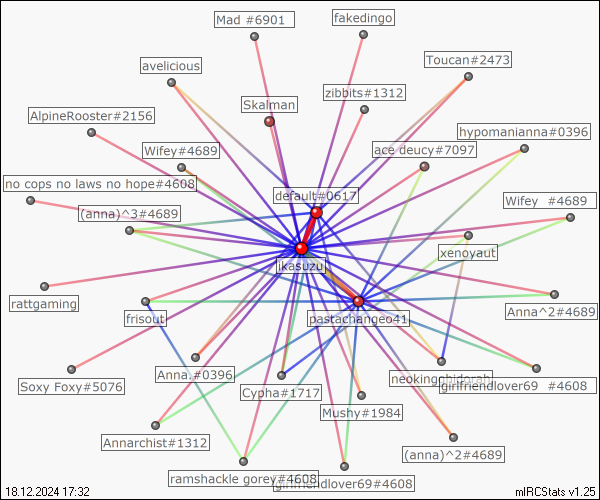 Mad #6901
fakedingo
avelicious
Toucan#2473
zibbits#1312
Skalman
AlpineRooster#2156
hypomanianna#0396
Wifey#4689
ace deucy#7097
no cops no laws no hope#4608
default#0617
(anna)^3#4689
Wifey #4689
xenoyaut
ikasuzu
rattgaming
frisout
pastachangeo41
Anna^2#4689
Anna.#0396
neokingghidorah
girlfriendlover69 #4608
Soxy Foxy#5076
Cypha#1717
Mushy#1984
Annarchist#1312
(anna)^2#4689
ramshackle gorey#4608
girlfriendlover69#4608
18.12.2024 17:32
mIRCStats v1.25